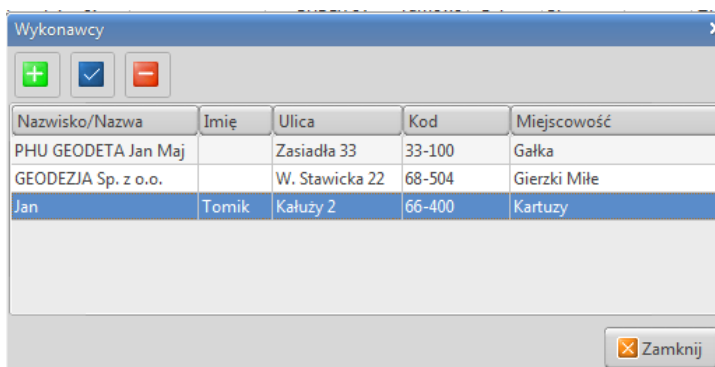 Wykonawcy
Nazwisko/Nazwa Imię Ulica Kod Miejscowość
PHU GEODETA Jan Maj Zasiadła 33 33-100 Gałka
GEODEZJA Sp. z o.o. W. Stawicka 22 68-504 Gierzki Miłe
Jan Tomik Kałuży 2 66-400 Kartuzy
Zamknij